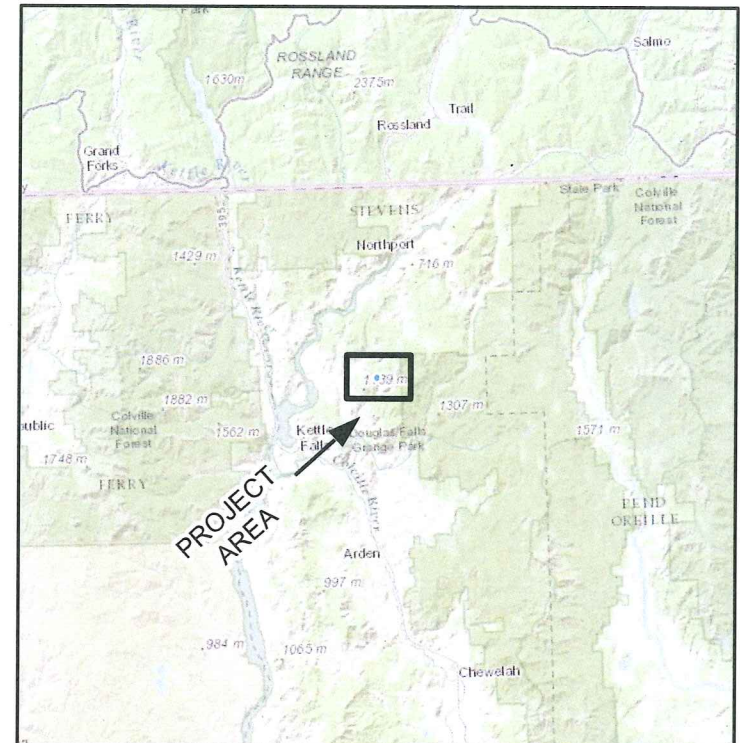 Park
ROSSLAND
RANGE
Salmo
1630m
2375m
Trail
Rossland
Grand
Forks
Kettle River
State Park
Colville
National
Forest
FERRY
STEVENS
395
Northport
1429 m
716 m
Kettle River
1886 m
1882 m
1307 m
Colville
National
Forest
1562 m
Kettle
Falls
Douglas Falls
Grange Park
1571 m
1748 m
FERRY
Colville River
PROJECT
AREA
PEND
OREILLE
Arden
997 m
984 m
1065 m
Chewelah